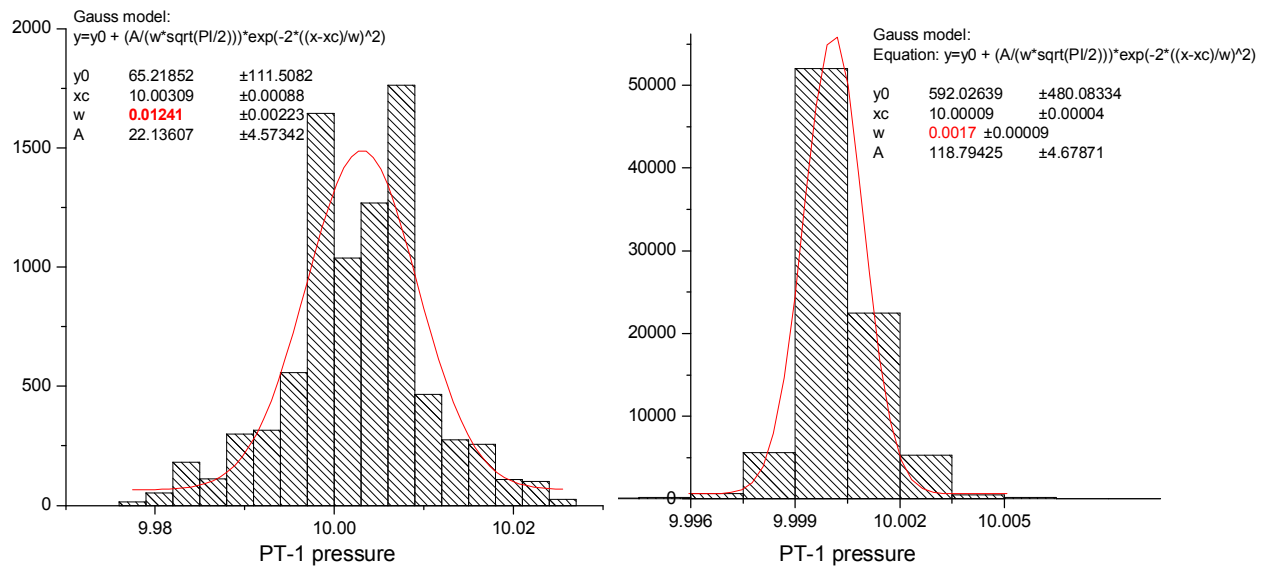 Gauss model:
y=y0 + (A/(w*sqrt(PI/2)))*exp(-2*((x-xc)/w)^2)
y0 65.21852 ±111.5082
xc 10.00309 ±0.00088
w 0.01241 ±0.00223
A 22.13607 ±4.57342
2000
1500
1000
500
0
9.98 10.00 10.02
PT-1 pressure
Gauss model:
Equation: y=y0 + (A/(w*sqrt(PI/2)))*exp(-2*((x-xc)/w)^2)
y0 592.02639 ±480.08334
xc 10.00009 ±0.00004
w 0.0017 ±0.00009
A 118.79425 ±4.67871
50000
40000
30000
20000
10000
0
9.996 9.999 10.002 10.005
PT-1 pressure